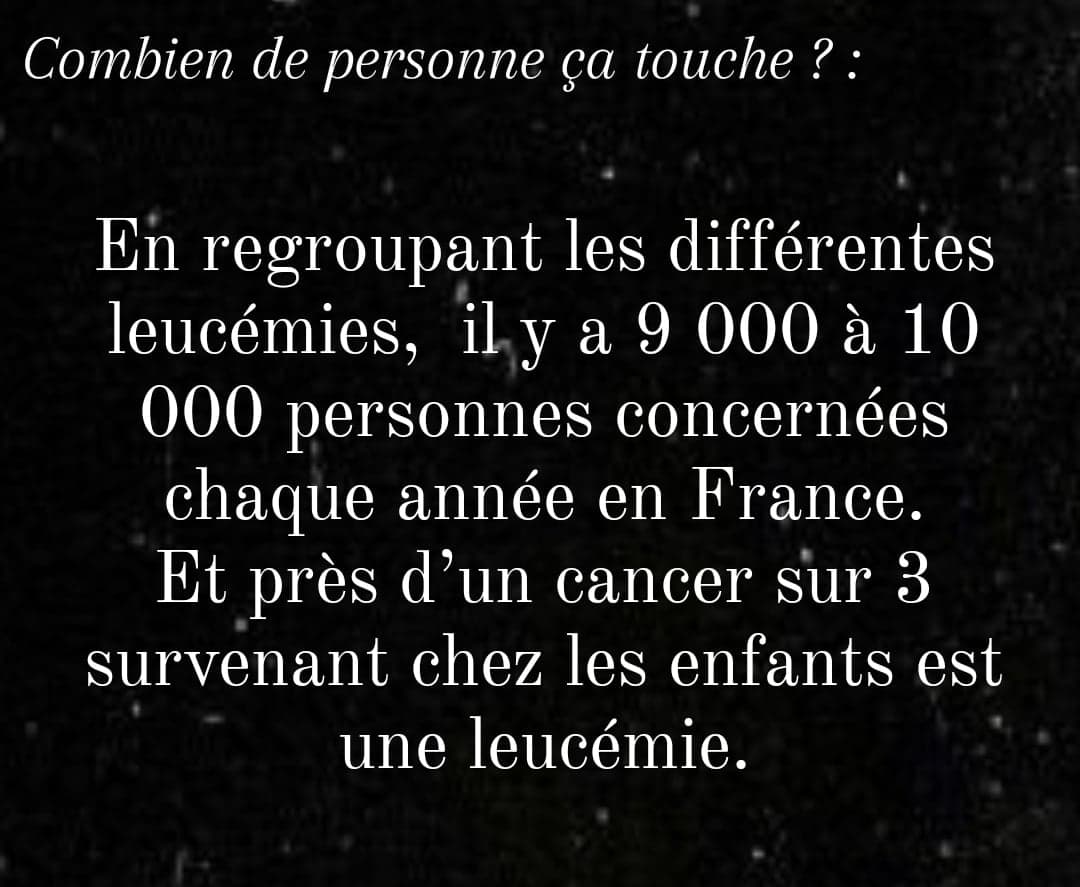 Combien de personne ça touche ? :
En regroupant les différentes
leucémies,  il y a 9 000 à 10
000 personnes concernées
chaque année en France.
Et près d’un cancer sur 3
survenant chez les enfants est
une leucémie.